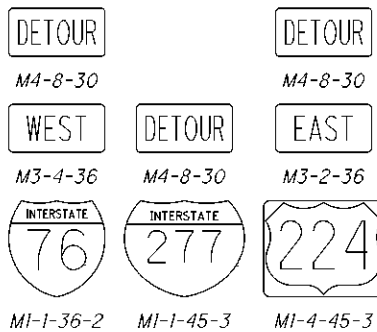 DETOUR DETOUR
M4-8-30 M4-8-30
WEST DETOUR EAST
M3-4-36 M4-8-30 M3-2-36
INTERSTATE INTERSTATE
76 277 224
M1-1-36-2 M1-1-45-3 M1-4-45-3